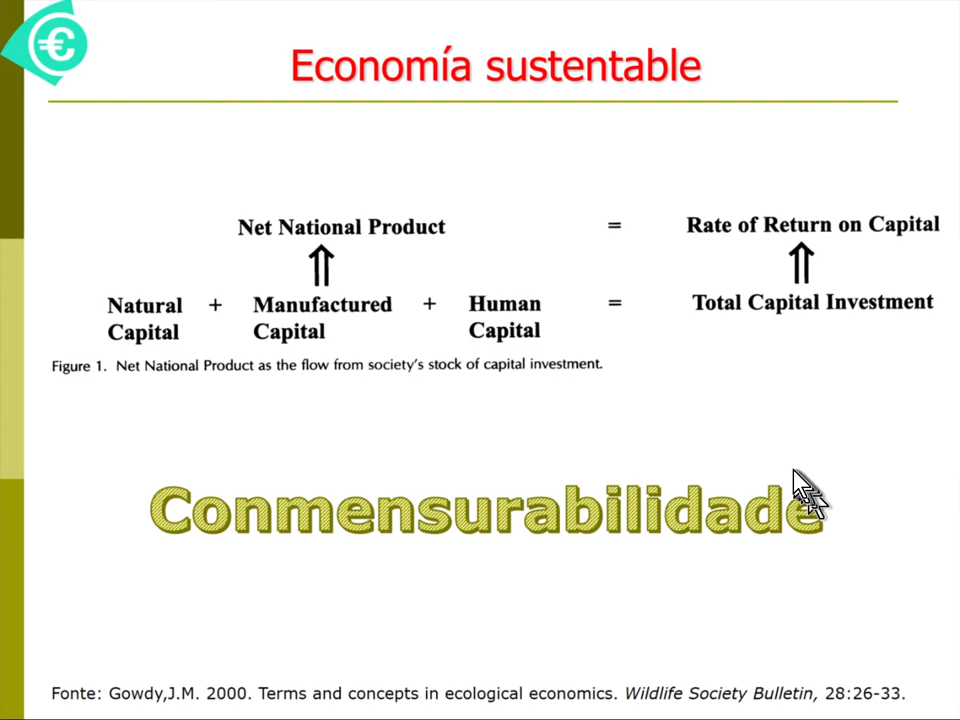 €
Economía sustentable
Net National Product = Rate of Return on Capital
⇑ ⇑
Natural + Manufactured + Human = Total Capital Investment
Capital Capital Capital
Figure 1. Net National Product as the flow from society's stock of capital investment.
Conmensurabilidade
Fonte: Gowdy,J.M. 2000. Terms and concepts in ecological economics. Wildlife Society Bulletin, 28:26-33.